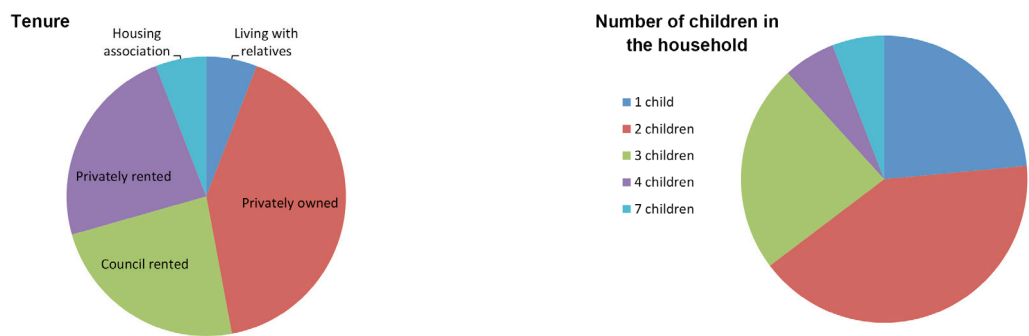 Tenure
Housing
association
Living with
relatives
Privately rented
Privately owned
Council rented
Number of children in
the household
1 child
2 children
3 children
4 children
7 children